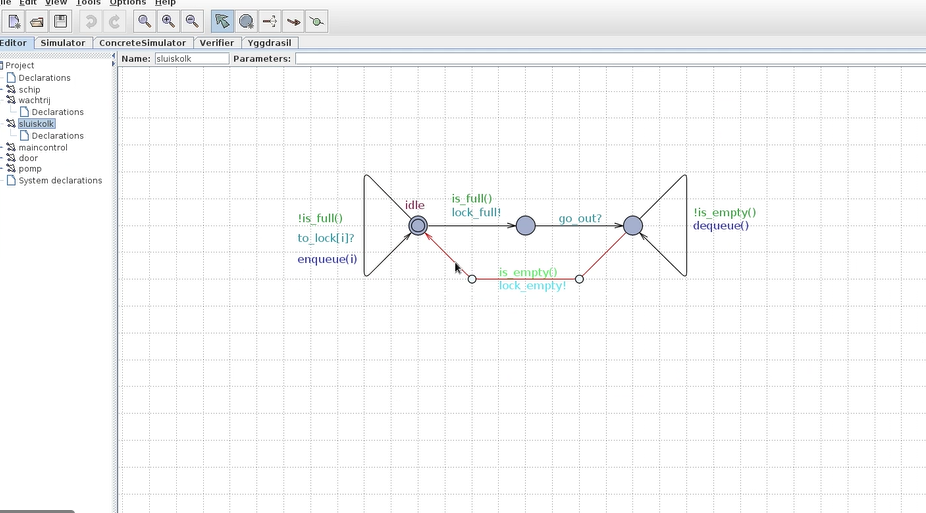 ile Edit View Tools Options Help
Editor Simulator ConcreteSimulator Verifier Yggdrasil
Name: sluiskolk Parameters:
Project
Declarations
schip
wachtrij
Declarations
sluiskolk
Declarations
maincontrol
door
pomp
System declarations
idle
is_full()
lock_full!
go_out?
!is_full()
to_lock[i]?
enqueue(i)
!is_empty()
dequeue()
is_empty()
lock_empty!